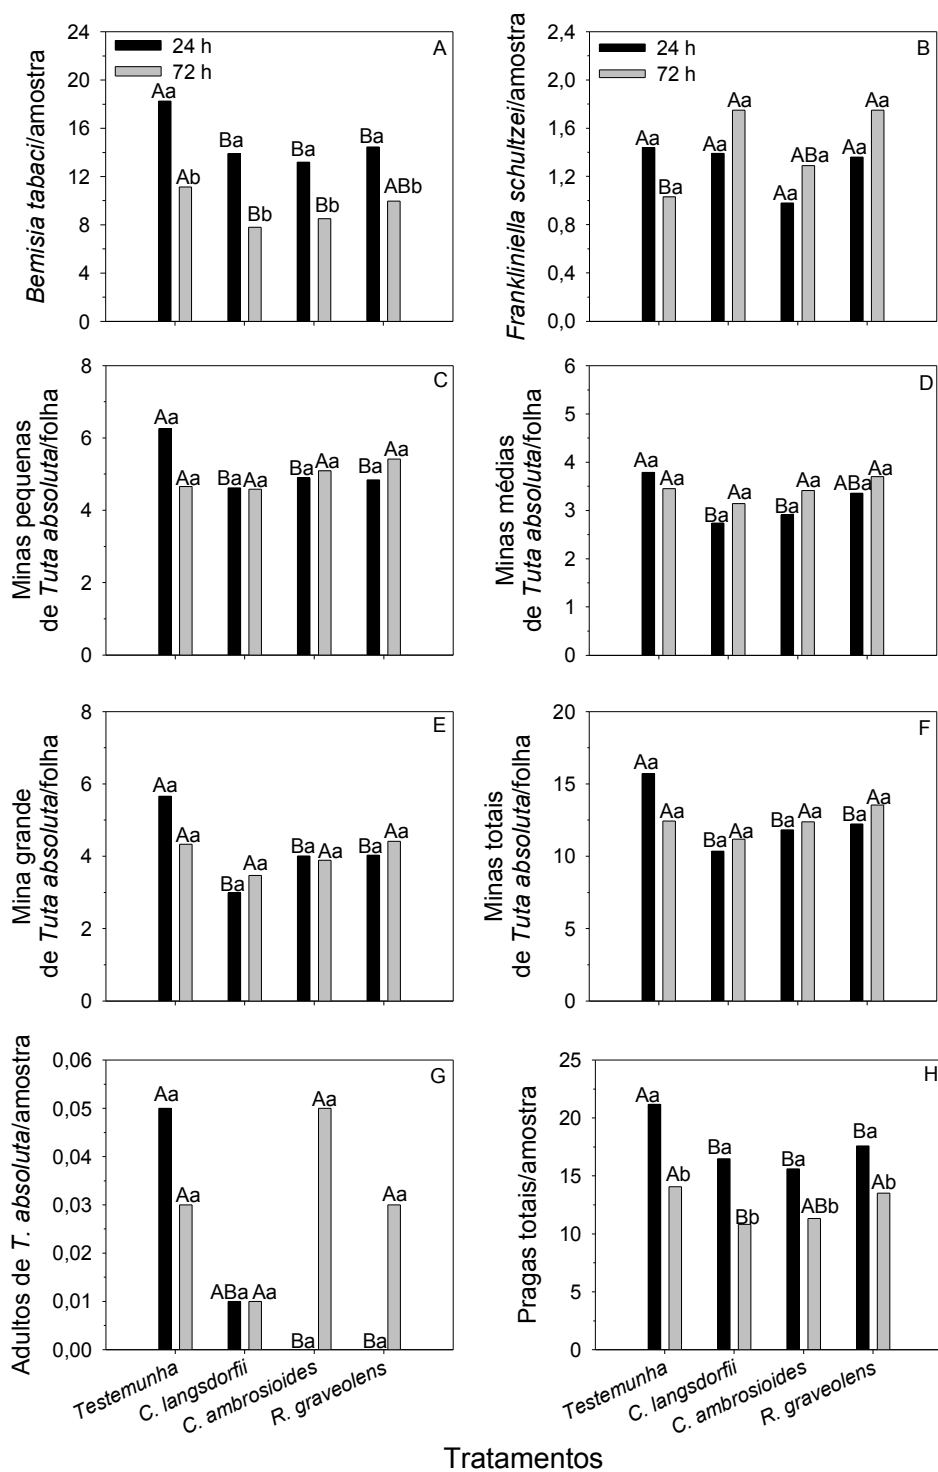 Bemisia tabaci/amostra
24
20
16
12
8
4
0
24 h
72 h
A
Aa
Ab
Ba
Bb
Ba
Bb
Ba
ABb
Frankliniella schultzei/amostra
2,4
2,0
1,6
1,2
0,8
0,4
0,0
24 h
72 h
B
Aa
Ba
Aa
Aa
Aa
ABa
Aa
Aa
Minas pequenas
de Tuta absoluta/folha
8
6
4
2
0
C
Aa
Aa
Ba
Aa
Ba
Aa
Ba
Aa
Minas médias
de Tuta absoluta/folha
6
5
4
3
2
1
0
D
Aa
Aa
Ba
Aa
Ba
Aa
ABa
Aa
Mina grande
de Tuta absoluta/folha
8
6
4
2
0
E
Aa
Aa
Ba
Aa
Ba
Aa
Ba
Aa
Minas totais
de Tuta absoluta/folha
20
15
10
5
0
F
Aa
Aa
Ba
Aa
Ba
Aa
Ba
Aa
Adultos de T. absoluta/amostra
0,06
0,05
0,04
0,03
0,02
0,01
0,00
G
Aa
Aa
ABa
Aa
Ba
Aa
Ba
Aa
Testemunha
C. langsdorfii
C. ambrosioides
R. graveolens
Pragas totais/amostra
25
20
15
10
5
0
H
Aa
Ab
Ba
Bb
Ba
ABb
Ba
Ab
Testemunha
C. langsdorfii
C. ambrosioides
R. graveolens
Tratamentos